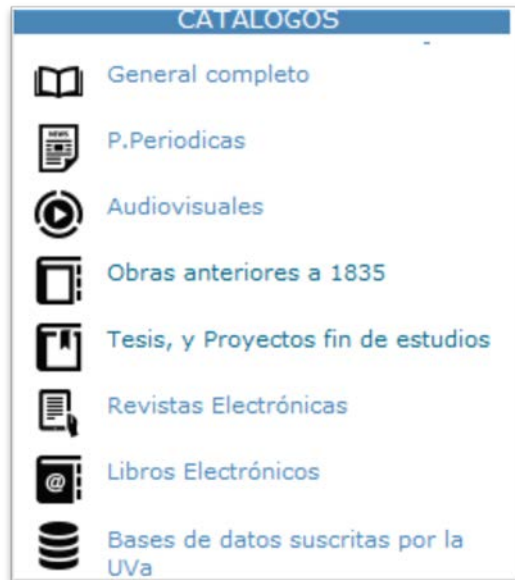 CATALOGOS
General completo
P.Periodicas
NEWS
Audiovisuales
Obras anteriores a 1835
Tesis, y Proyectos fin de estudios
Revistas Electrónicas
@
Libros Electrónicos
Bases de datos suscritas por la
UVa